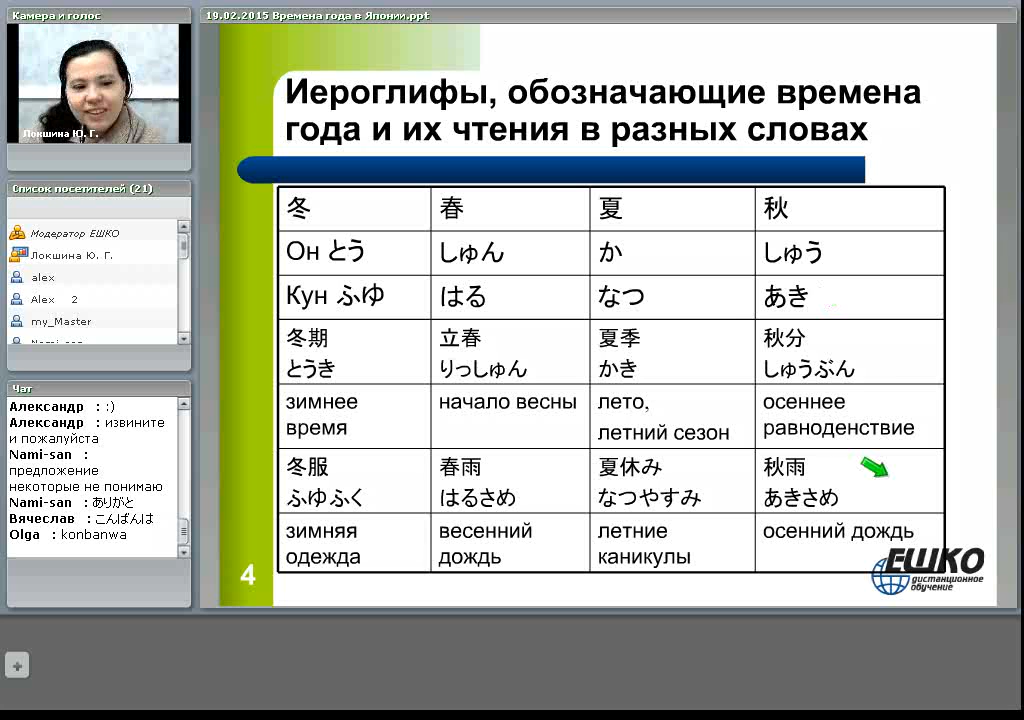 Камера и голос
Локшина Ю. Г.
Список посетителей (21)
Модератор ЕШКО
Локшина Ю. Г.
alex
Alex 2
my_Master
Чат
Александр : :)
Александр : извините
и пожалуйста
Nami-san :
предложение
некоторые не понимаю
Nami-san : ありがと
Вячеслав : こんばんは
Olga : konbanwa
19.02.2015 Времена года в Японии.ppt
Иероглифы, обозначающие времена
года и их чтения в разных словах
冬 春 夏 秋
Он とう しゅん か しゅう
Кун ふゆ はる なつ あき
冬期 立春 夏季 秋分
とうき りっしゅん かき しゅうぶん
зимнее начало весны лето, осеннее
время летний сезон равноденствие
冬服 春雨 夏休み 秋雨
ふゆふく はるさめ なつやすみ あきさめ
зимняя весенний летние осенний дождь
одежда дождь каникулы
4
ЕШКО
дистанционное
обучение